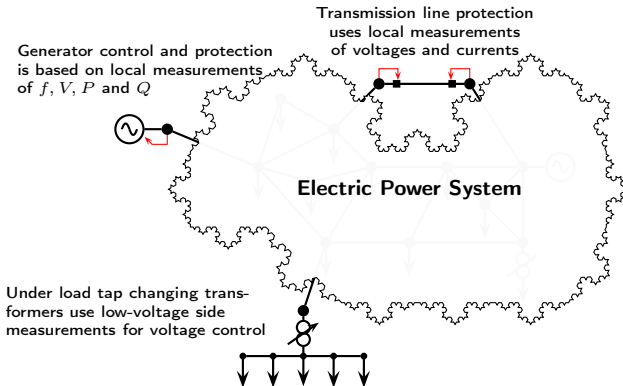 Transmission line protection
uses local measurements
of voltages and currents
Generator control and protection
is based on local measurements
of f, V, P and Q
Electric Power System
Under load tap changing trans-
formers use low-voltage side
measurements for voltage control